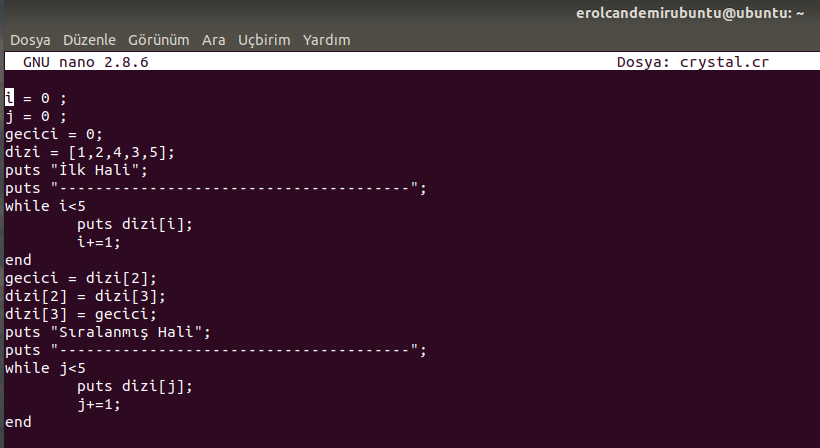 erolcandemirubuntu@ubuntu: ~
Dosya Düzenle Görünüm Ara Uçbirim Yardım
GNU nano 2.8.6 Dosya: crystal.cr
i = 0 ;
j = 0 ;
gecici = 0;
dizi = [1,2,4,3,5];
puts "İlk Hali";
puts "---------------------------------------";
while i<5
        puts dizi[i];
        i+=1;
end
gecici = dizi[2];
dizi[2] = dizi[3];
dizi[3] = gecici;
puts "Sıralanmış Hali";
puts "---------------------------------------";
while j<5
        puts dizi[j];
        j+=1;
end